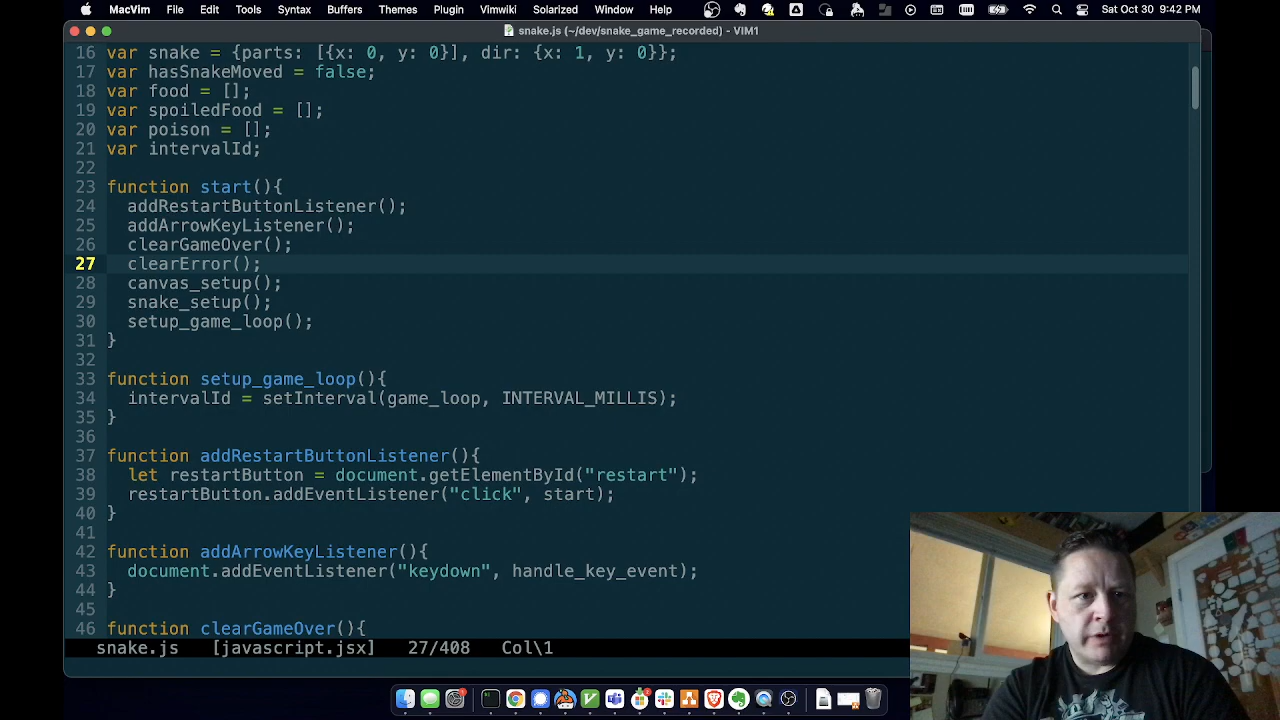 MacVim File Edit Tools Syntax Buffers Themes Plugin Vimwiki Solarized Window Help Sat Oct 30 9:42 PM
snake.js (~/dev/snake_game_recorded) - VIM1
16 var snake = {parts: [{x: 0, y: 0}], dir: {x: 1, y: 0}};
17 var hasSnakeMoved = false;
18 var food = [];
19 var spoiledFood = [];
20 var poison = [];
21 var intervalId;
22
23 function start(){
24 addRestartButtonListener();
25 addArrowKeyListener();
26 clearGameOver();
27 clearError();
28 canvas_setup();
29 snake_setup();
30 setup_game_loop();
31 }
32
33 function setup_game_loop(){
34 intervalId = setInterval(game_loop, INTERVAL_MILLIS);
35 }
36
37 function addRestartButtonListener(){
38 let restartButton = document.getElementById("restart");
39 restartButton.addEventListener("click", start);
40 }
41
42 function addArrowKeyListener(){
43 document.addEventListener("keydown", handle_key_event);
44 }
45
46 function clearGameOver(){
snake.js [javascript.jsx] 27/408 Col\1